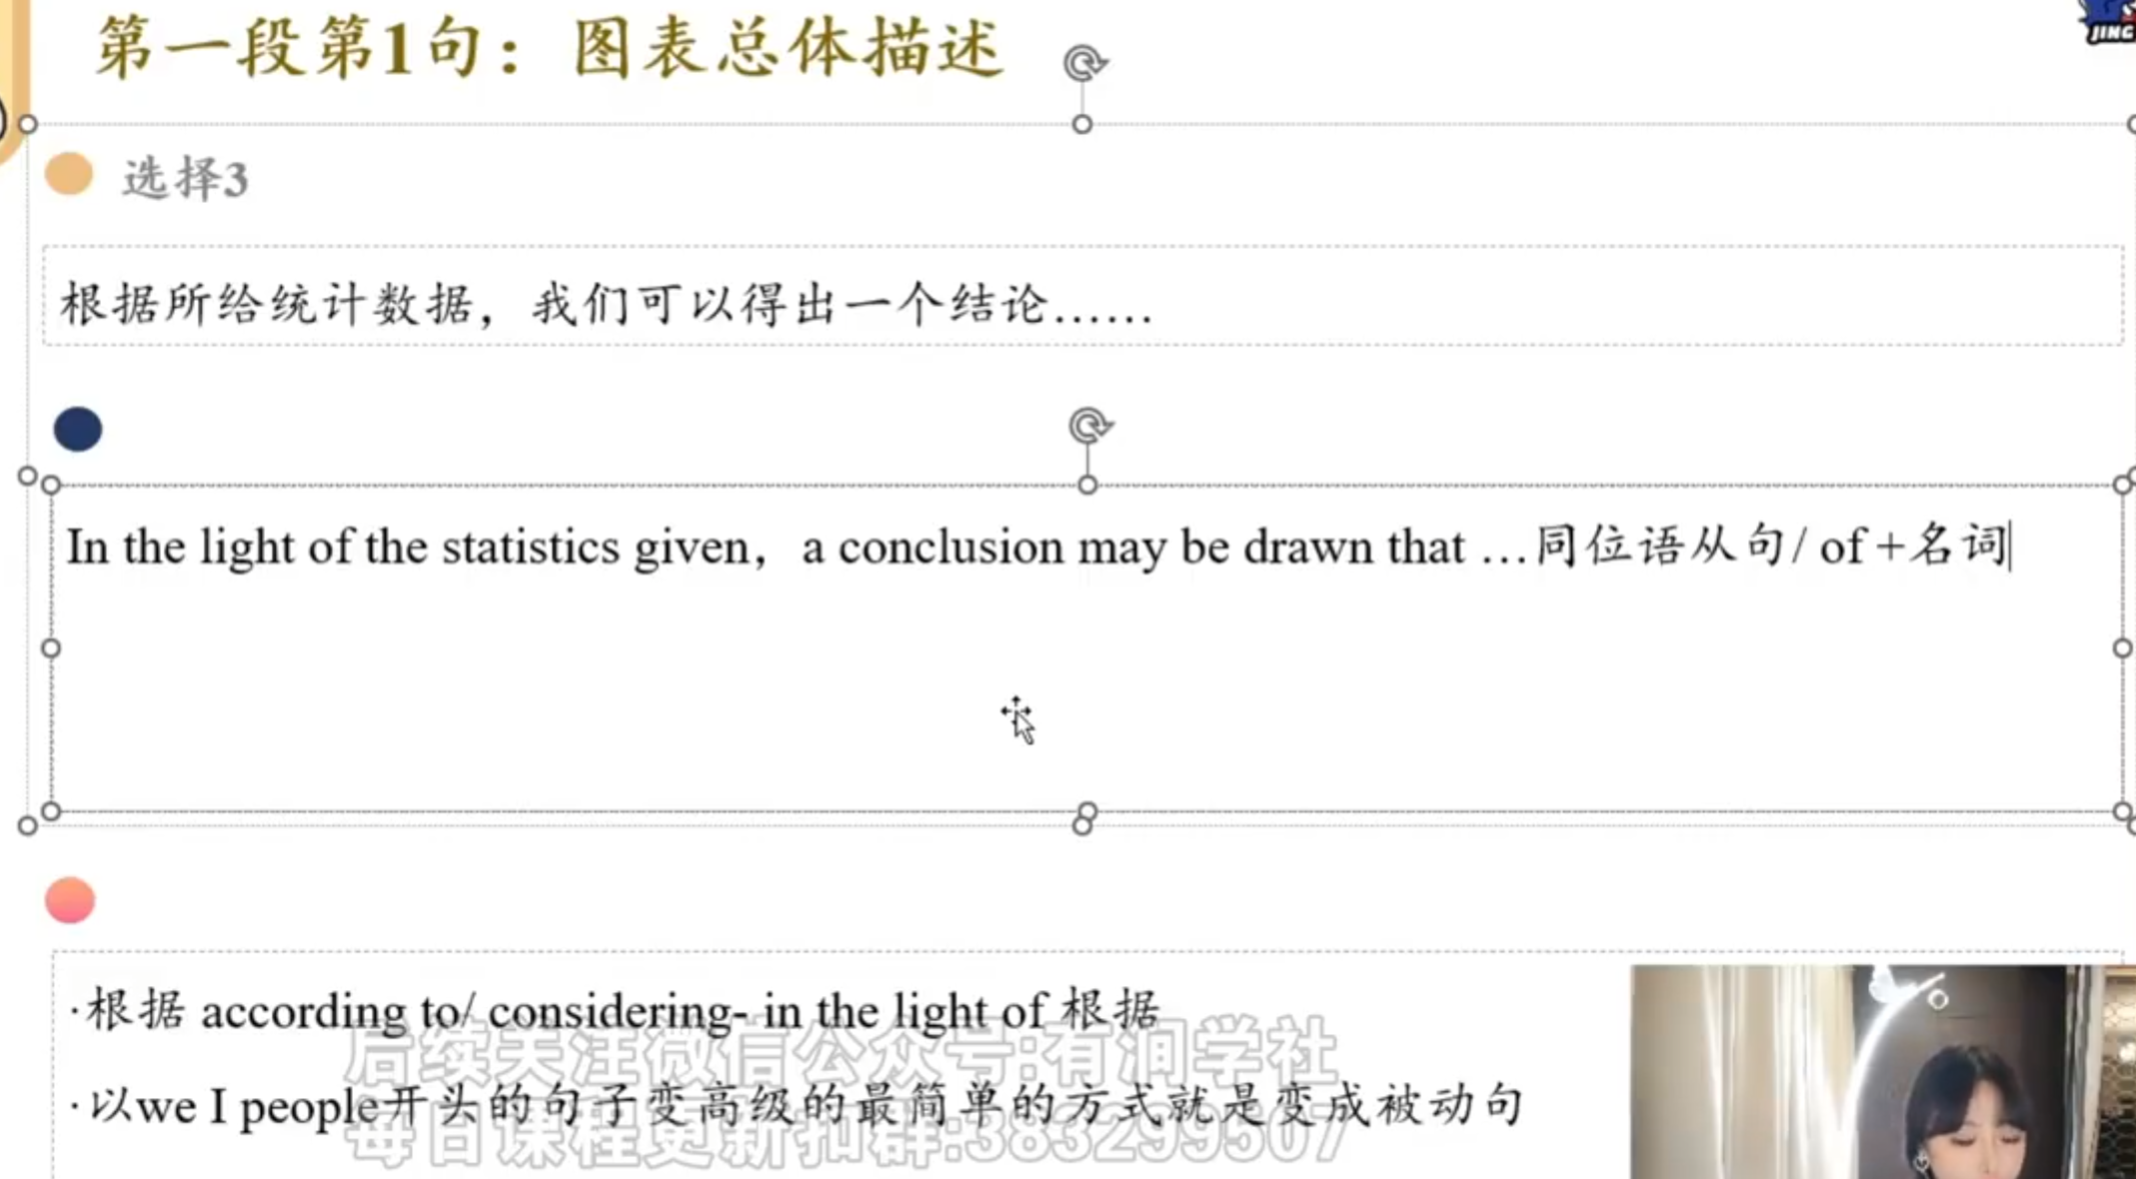 第一段第1句：图表总体描述
JING
选择3
根据所给统计数据，我们可以得出一个结论……
In the light of the statistics given，a conclusion may be drawn that …同位语从句/ of +名词
·根据 according to/ considering- in the light of 根据
后续关注微信公众号:有润学社
·以we I people开头的句子变高级的最简单的方式就是变成被动句
每日课程更新扣群:383299507